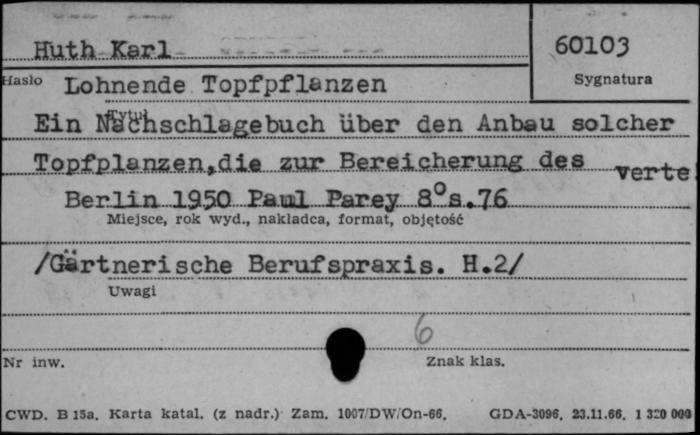 Huth Karl
60103
Hasło
Sygnatura
Lohnende Topfpflanzen
Tytuł
Ein Nachschlagebuch über den Anbau solcher
Topfplanzen,die zur Bereicherung des verte
Berlin 1950 Paul Parey 8°s.76
Miejsce, rok wyd., nakładca, format, objętość
/Gärtnerische Berufspraxis. H.2/
Uwagi
6
Nr inw.
Znak klas.
CWD. B 15a. Karta katal. (z nadr.) Zam. 1007/DW/On-66. GDA-3096. 23.11.66. 1 320 000